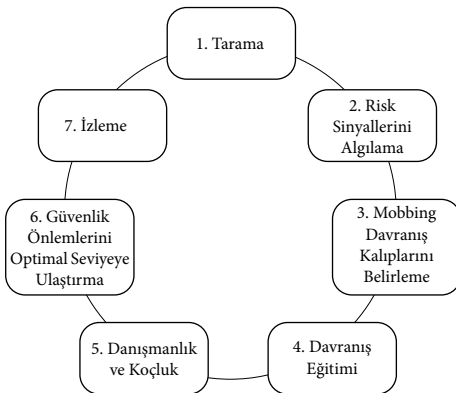 1. Tarama
2. Risk
Sinyallerini
Algılama
3. Mobbing
Davranış
Kalıplarını
Belirleme
4. Davranış
Eğitimi
5. Danışmanlık
ve Koçluk
6. Güvenlik
Önlemlerini
Optimal Seviyeye
Ulaştırma
7. İzleme